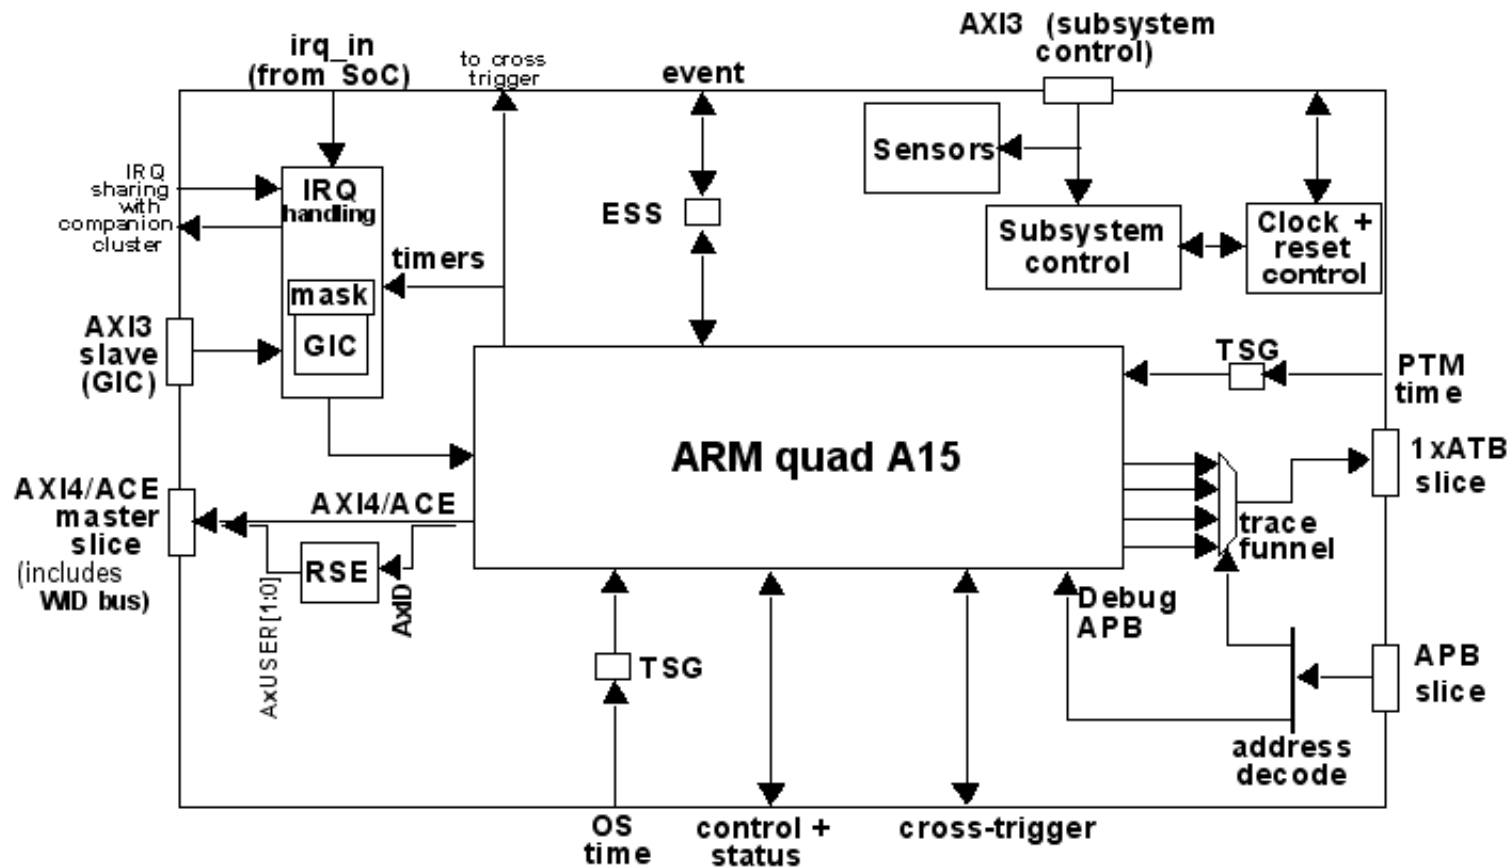 AXI3 (subsystem
control)
irq_in
(from SoC)
to cross
trigger
event
Sensors
IRQ
sharing
with
companion
cluster
IRQ
handling
ESS
Subsystem
control
Clock +
reset
control
timers
mask
GIC
AXI3
slave
(GIC)
TSG
PTM
time
ARM quad A15
1xATB
slice
AXI4/ACE
master
slice
(includes
WID bus)
AXI4/ACE
trace
funnel
RSE
AxID
AxUSER[1:0]
Debug
APB
TSG
APB
slice
address
decode
OS
time
control +
status
cross-trigger